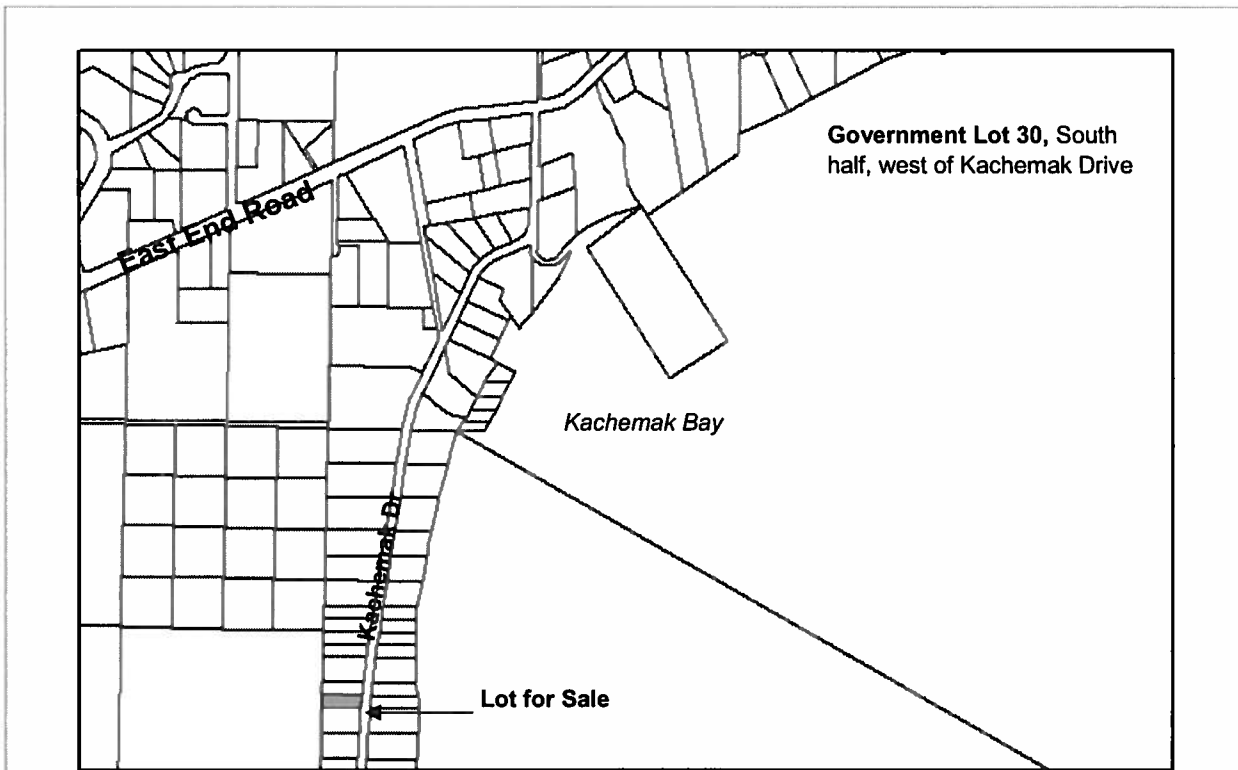 Government Lot 30, South
half, west of Kachemak Drive
East End Road
Kachemak Bay
Kachemak Dr
Lot for Sale